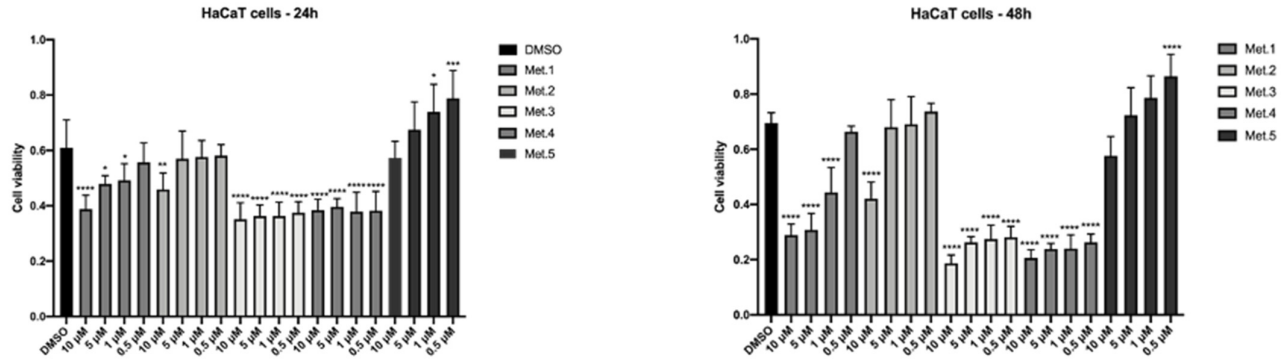 HaCaT cells - 24h
Cell viability
1.0
0.8
0.6
0.4
0.2
0.0
**** * * ** **** **** **** **** **** **** **** **** * ***
DMSO 10 µM 5 µM 1 µM 0.5 µM 10 µM 5 µM 1 µM 0.5 µM 10 µM 5 µM 1 µM 0.5 µM 10 µM 5 µM 1 µM 0.5 µM 10 µM 5 µM 1 µM 0.5 µM
DMSO
Met.1
Met.2
Met.3
Met.4
Met.5
HaCaT cells - 48h
Cell viability
1.0
0.8
0.6
0.4
0.2
0.0
**** **** **** **** **** **** **** **** **** **** **** **** ****
DMSO 10 µM 5 µM 1 µM 0.5 µM 10 µM 5 µM 1 µM 0.5 µM 10 µM 5 µM 1 µM 0.5 µM 10 µM 5 µM 1 µM 0.5 µM 10 µM 5 µM 1 µM 0.5 µM
Met.1
Met.2
Met.3
Met.4
Met.5